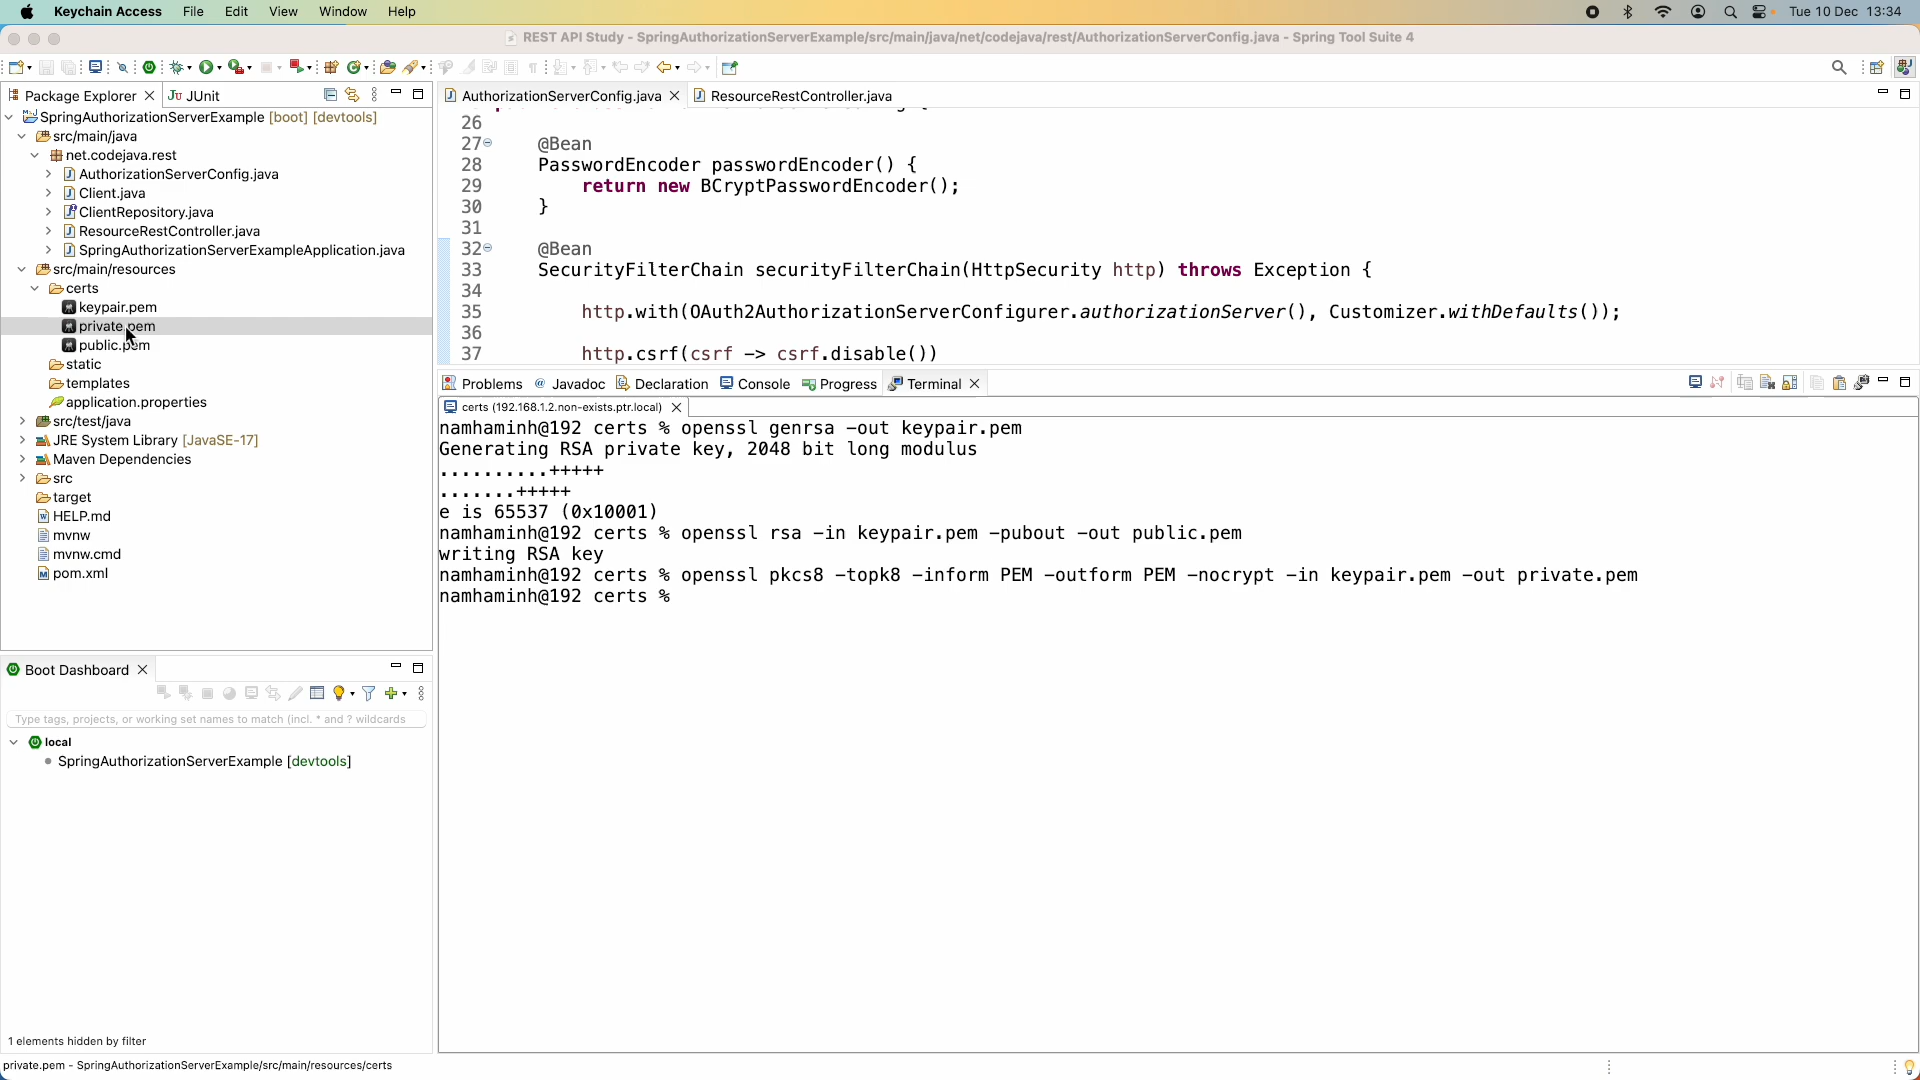 Keychain Access File Edit View Window Help Tue 10 Dec 13:34
REST API Study - SpringAuthorizationServerExample/src/main/java/net/codejava/rest/AuthorizationServerConfig.java - Spring Tool Suite 4
Package Explorer JUnit
SpringAuthorizationServerExample [boot] [devtools]
src/main/java
net.codejava.rest
AuthorizationServerConfig.java
Client.java
ClientRepository.java
ResourceRestController.java
SpringAuthorizationServerExampleApplication.java
src/main/resources
certs
keypair.pem
private.pem
public.pem
static
templates
application.properties
src/test/java
JRE System Library [JavaSE-17]
Maven Dependencies
src
target
HELP.md
mvnw
mvnw.cmd
pom.xml
AuthorizationServerConfig.java ResourceRestController.java
26
27 @Bean
28 PasswordEncoder passwordEncoder() {
29 return new BCryptPasswordEncoder();
30 }
31
32 @Bean
33 SecurityFilterChain securityFilterChain(HttpSecurity http) throws Exception {
34
35 http.with(OAuth2AuthorizationServerConfigurer.authorizationServer(), Customizer.withDefaults());
36
37 http.csrf(csrf -> csrf.disable())
Problems Javadoc Declaration Console Progress Terminal
certs (192.168.1.2.non-exists.ptr.local)
namhaminh@192 certs % openssl genrsa -out keypair.pem
Generating RSA private key, 2048 bit long modulus
..........+++++
.......+++++
e is 65537 (0x10001)
namhaminh@192 certs % openssl rsa -in keypair.pem -pubout -out public.pem
writing RSA key
namhaminh@192 certs % openssl pkcs8 -topk8 -inform PEM -outform PEM -nocrypt -in keypair.pem -out private.pem
namhaminh@192 certs %
Boot Dashboard
Type tags, projects, or working set names to match (incl. * and ? wildcards
local
SpringAuthorizationServerExample [devtools]
1 elements hidden by filter
private.pem - SpringAuthorizationServerExample/src/main/resources/certs